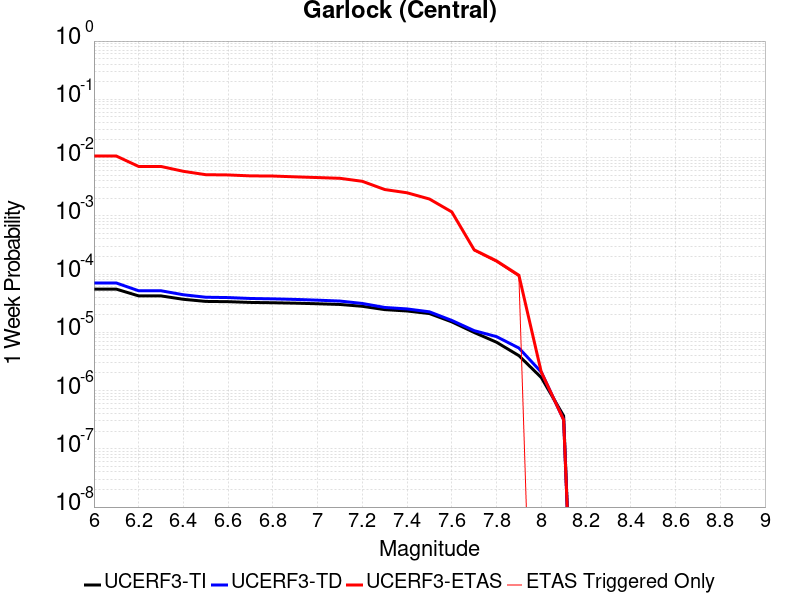 Garlock (Central)
10^0
10^-1
10^-2
10^-3
10^-4
10^-5
10^-6
10^-7
10^-8
1 Week Probability
6 6.2 6.4 6.6 6.8 7 7.2 7.4 7.6 7.8 8 8.2 8.4 8.6 8.8 9
Magnitude
UCERF3-TI UCERF3-TD UCERF3-ETAS ETAS Triggered Only